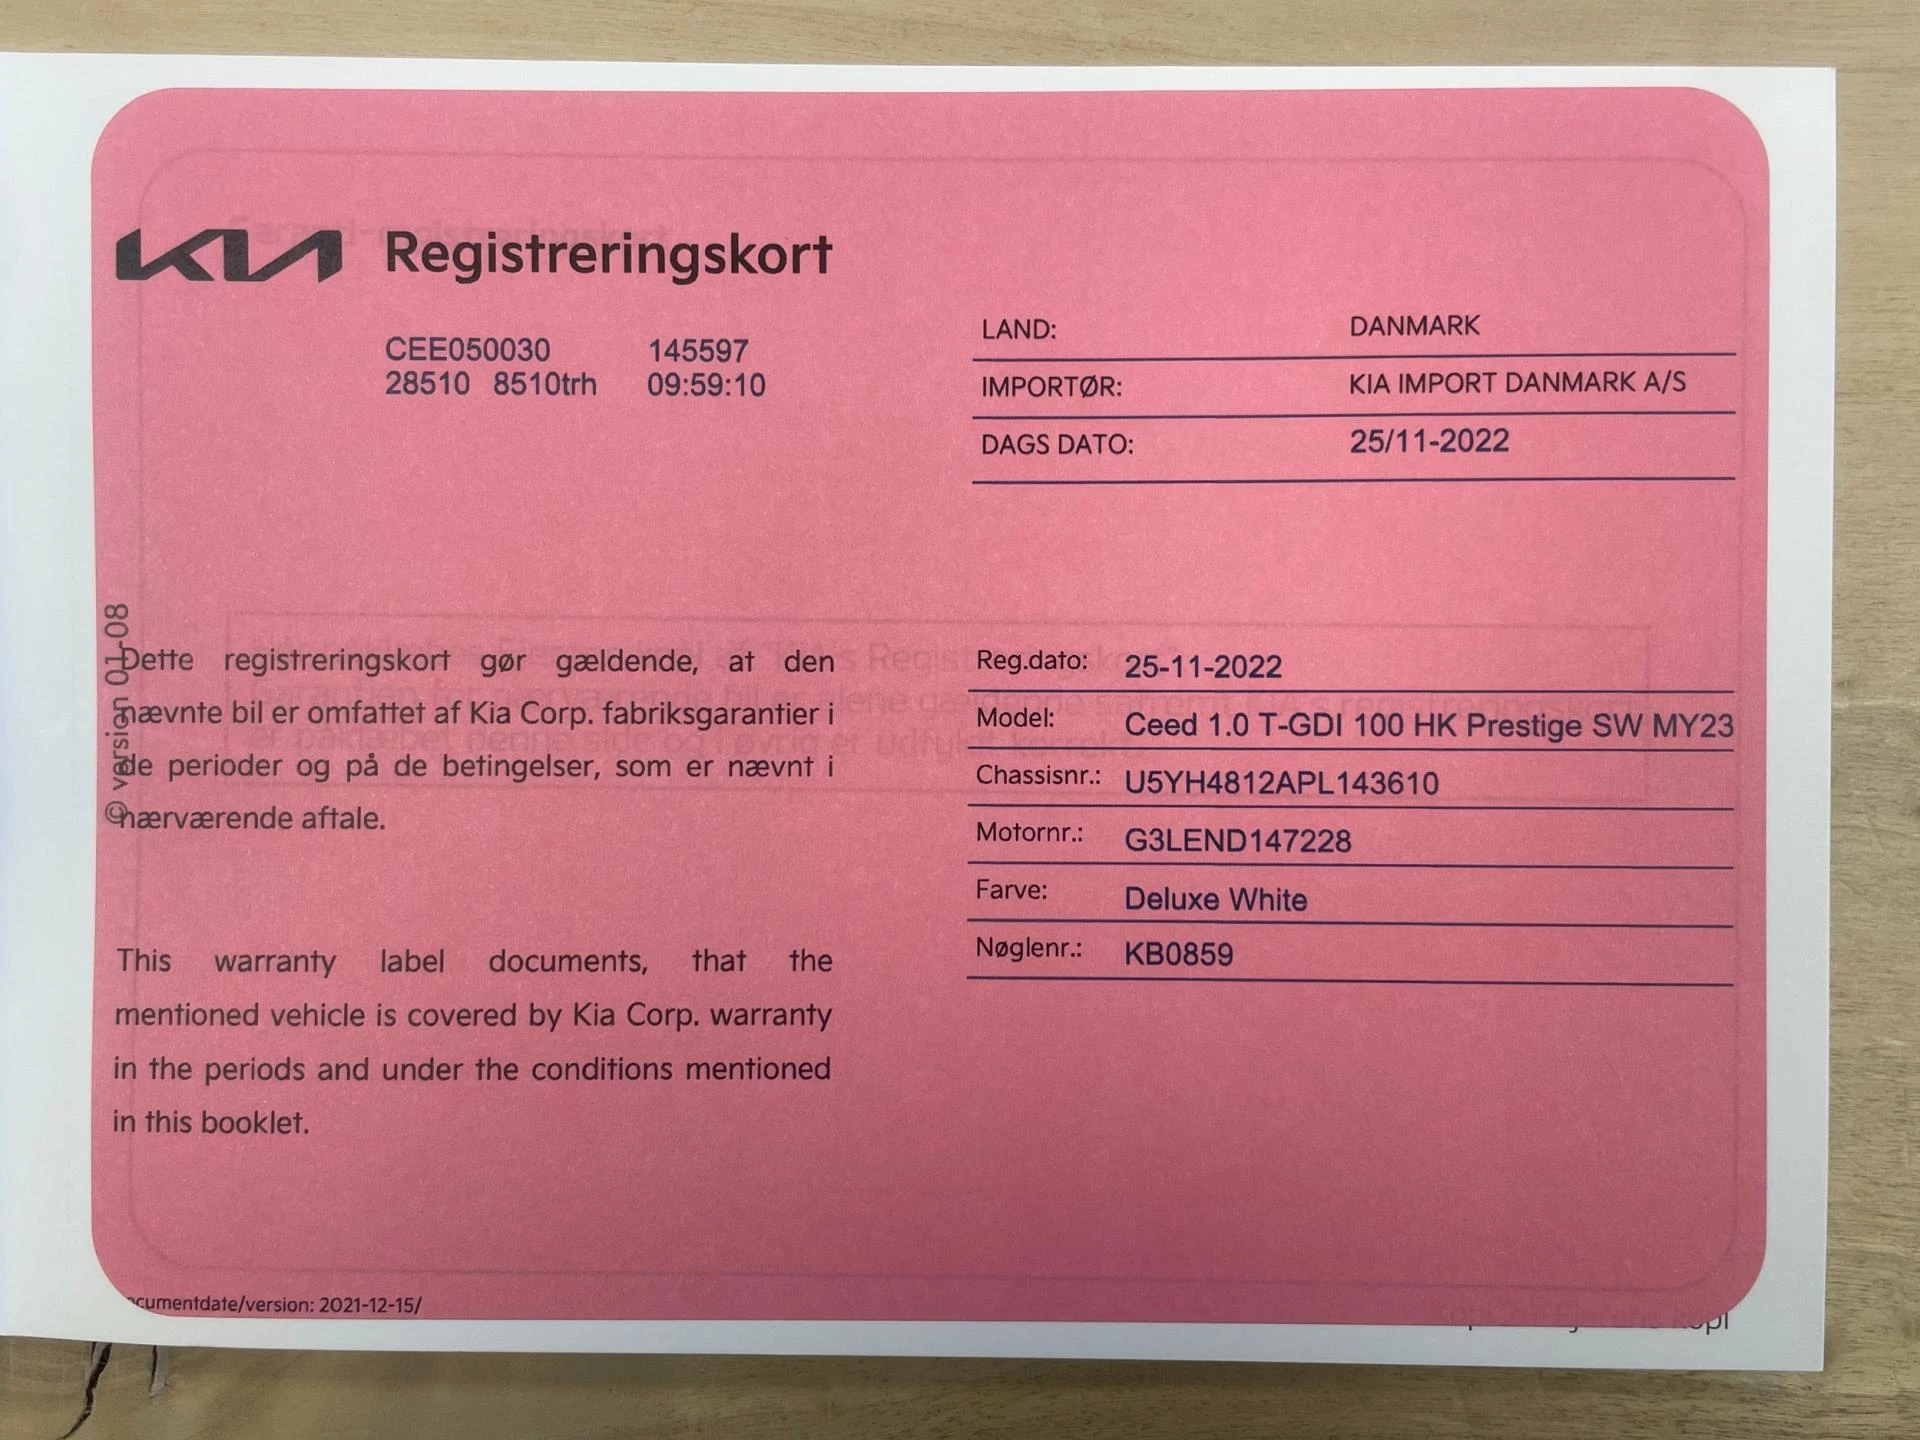 KIA Registreringskort
CEE050030 145597
28510 8510trh 09:59:10
LAND: DANMARK
IMPORTØR: KIA IMPORT DANMARK A/S
DAGS DATO: 25/11-2022
© version 01-08
Dette registreringskort gør gældende, at den
nævnte bil er omfattet af Kia Corp. fabriksgarantier i
de perioder og på de betingelser, som er nævnt i
nærværende aftale.
This warranty label documents, that the
mentioned vehicle is covered by Kia Corp. warranty
in the periods and under the conditions mentioned
in this booklet.
Reg.dato: 25-11-2022
Model: Ceed 1.0 T-GDI 100 HK Prestige SW MY23
Chassisnr.: U5YH4812APL143610
Motornr.: G3LEND147228
Farve: Deluxe White
Nøglenr.: KB0859
ocumentdate/version: 2021-12-15/
kopi